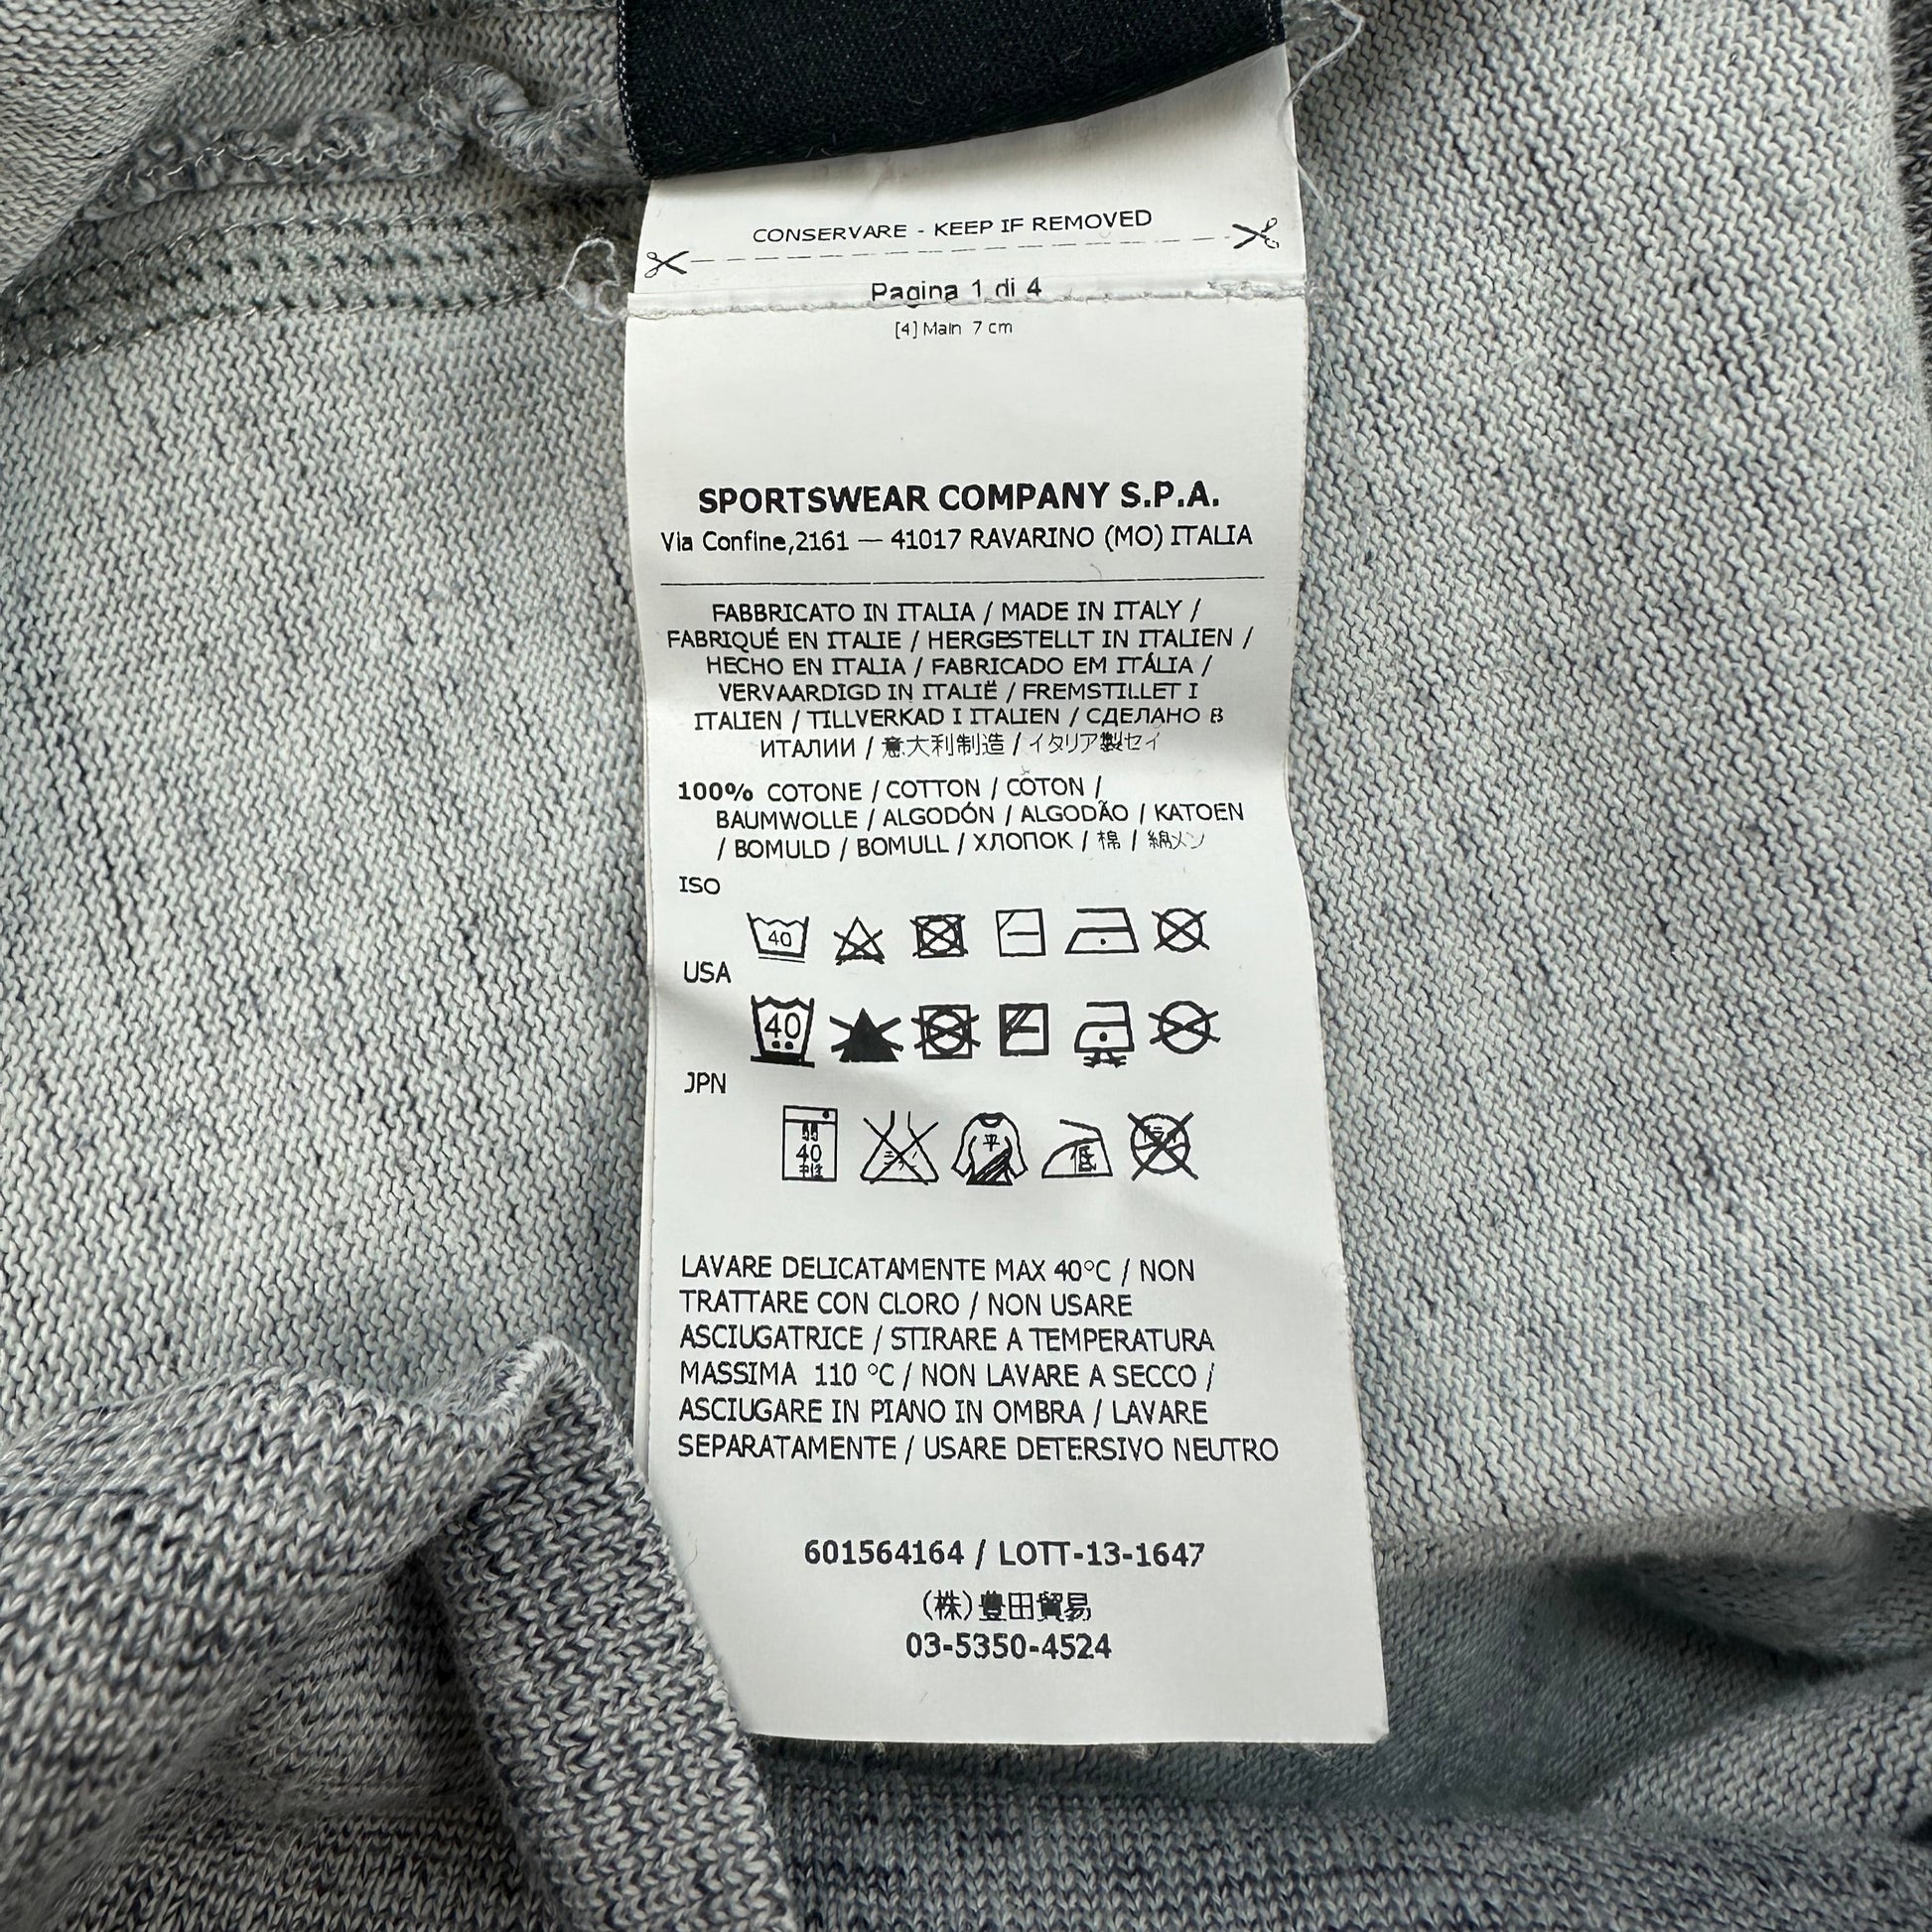 CONSERVARE - KEEP IF REMOVED
Pagina 1 di 4
[4] Main 7 cm
SPORTSWEAR COMPANY S.P.A.
Via Confine,2161 — 41017 RAVARINO (MO) ITALIA
FABBRICATO IN ITALIA / MADE IN ITALY /
FABRIQUÉ EN ITALIE / HERGESTELLT IN ITALIEN /
HECHO EN ITALIA / FABRICADO EM ITÁLIA /
VERVAARDIGD IN ITALIË / FREMSTILLET I
ITALIEN / TILLVERKAD I ITALIEN / СДЕЛАНО В
ИТАЛИИ / 意大利制造 / イタリア製セイ
100% COTONE / COTTON / COTON /
BAUMWOLLE / ALGODÓN / ALGODÃO / KATOEN
/ BOMULD / BOMULL / ХЛОПОК / 棉 / 綿メン
ISO
40
USA
40
JPN
40
平
低
LAVARE DELICATAMENTE MAX 40°C / NON
TRATTARE CON CLORO / NON USARE
ASCIUGATRICE / STIRARE A TEMPERATURA
MASSIMA 110 °C / NON LAVARE A SECCO /
ASCIUGARE IN PIANO IN OMBRA / LAVARE
SEPARATAMENTE / USARE DETERSIVO NEUTRO
601564164 / LOTT-13-1647
(株)豊田貿易
03-5350-4524